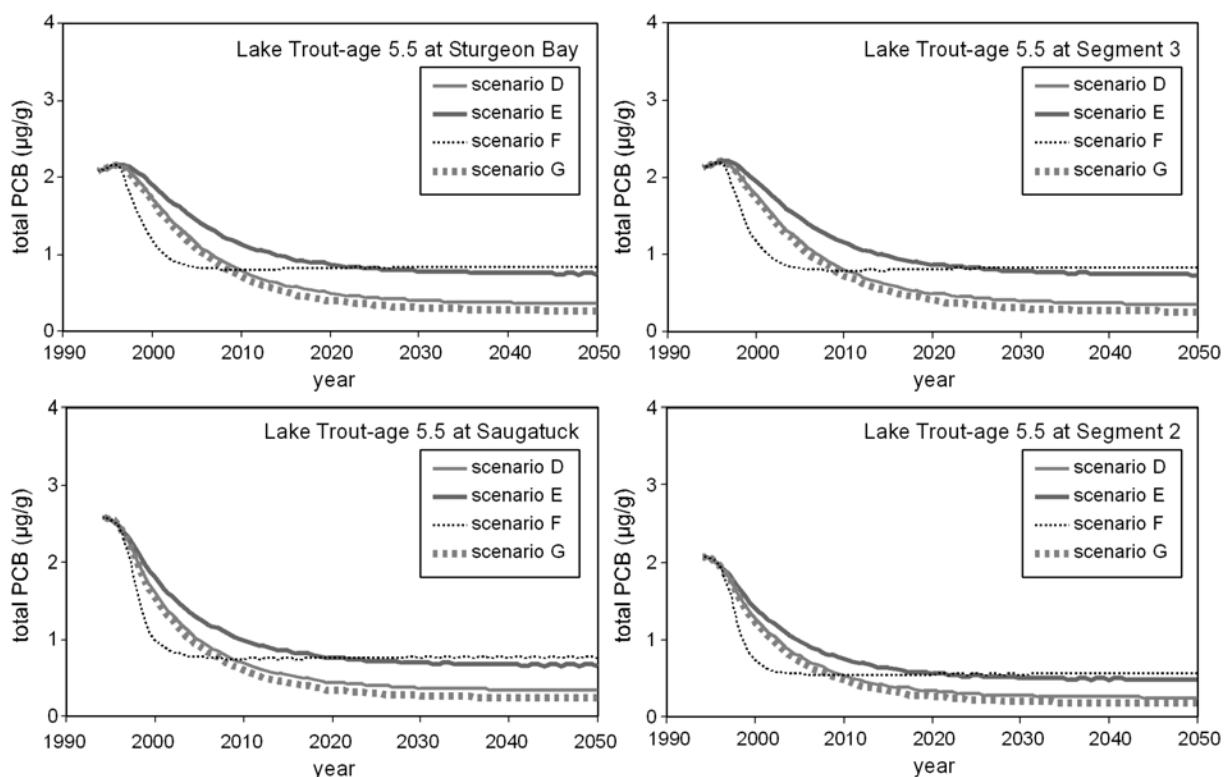 Lake Trout-age 5.5 at Sturgeon Bay
scenario D
scenario E
scenario F
scenario G
total PCB (µg/g)
4
3
2
1
0
1990 2000 2010 2020 2030 2040 2050
year
Lake Trout-age 5.5 at Segment 3
scenario D
scenario E
scenario F
scenario G
total PCB (µg/g)
4
3
2
1
0
1990 2000 2010 2020 2030 2040 2050
year
Lake Trout-age 5.5 at Saugatuck
scenario D
scenario E
scenario F
scenario G
total PCB (µg/g)
4
3
2
1
0
1990 2000 2010 2020 2030 2040 2050
year
Lake Trout-age 5.5 at Segment 2
scenario D
scenario E
scenario F
scenario G
total PCB (µg/g)
4
3
2
1
0
1990 2000 2010 2020 2030 2040 2050
year